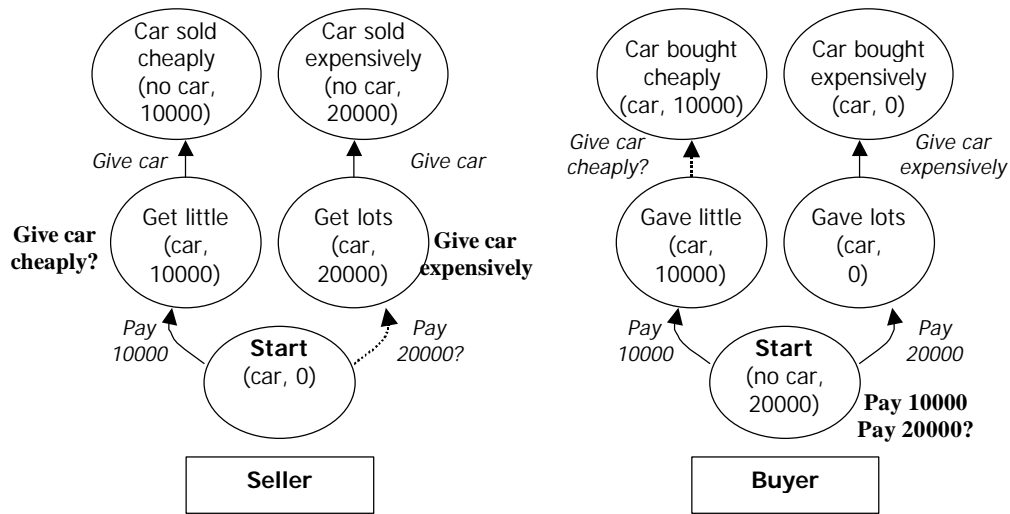 Car sold
cheaply
(no car,
10000)
Car sold
expensively
(no car,
20000)
Give car
Give car
Get little
(car,
10000)
Get lots
(car,
20000)
Give car
cheaply?
Give car
expensively
Pay
10000
Start
(car, 0)
Pay
20000?
Seller
Car bought
cheaply
(car, 10000)
Car bought
expensively
(car, 0)
Give car
cheaply?
Give car
expensively
Gave little
(car,
10000)
Gave lots
(car,
0)
Pay
10000
Start
(no car,
20000)
Pay
20000
Pay 10000
Pay 20000?
Buyer